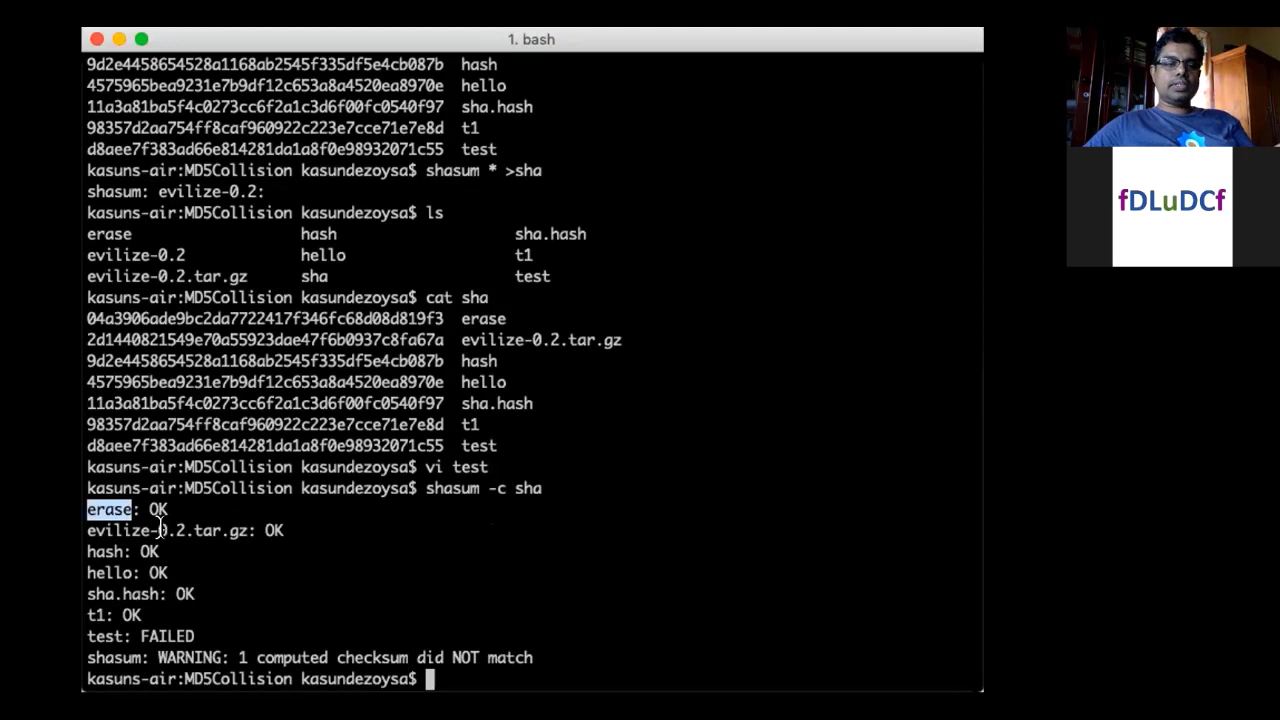 1. bash
9d2e4458654528a1168ab2545f335df5e4cb087b  hash
4575965bea9231e7b9df12c653a8a4520ea8970e  hello
11a3a81ba5f4c0273cc6f2a1c3d6f00fc0540f97  sha.hash
98357d2aa754ff8caf960922c223e7cce71e7e8d  t1
d8aee7f383ad66e814281da1a8f0e98932071c55  test
kasuns-air:MD5Collision kasundezoysa$ shasum * >sha
shasum: evilize-0.2:
kasuns-air:MD5Collision kasundezoysa$ ls
erase hash sha.hash
evilize-0.2 hello t1
evilize-0.2.tar.gz sha test
kasuns-air:MD5Collision kasundezoysa$ cat sha
04a3906ade9bc2da7722417f346fc68d08d819f3  erase
2d1440821549e70a55923dae47f6b0937c8fa67a  evilize-0.2.tar.gz
9d2e4458654528a1168ab2545f335df5e4cb087b  hash
4575965bea9231e7b9df12c653a8a4520ea8970e  hello
11a3a81ba5f4c0273cc6f2a1c3d6f00fc0540f97  sha.hash
98357d2aa754ff8caf960922c223e7cce71e7e8d  t1
d8aee7f383ad66e814281da1a8f0e98932071c55  test
kasuns-air:MD5Collision kasundezoysa$ vi test
kasuns-air:MD5Collision kasundezoysa$ shasum -c sha
erase: OK
evilize-0.2.tar.gz: OK
hash: OK
hello: OK
sha.hash: OK
t1: OK
test: FAILED
shasum: WARNING: 1 computed checksum did NOT match
kasuns-air:MD5Collision kasundezoysa$
fDLuDCf